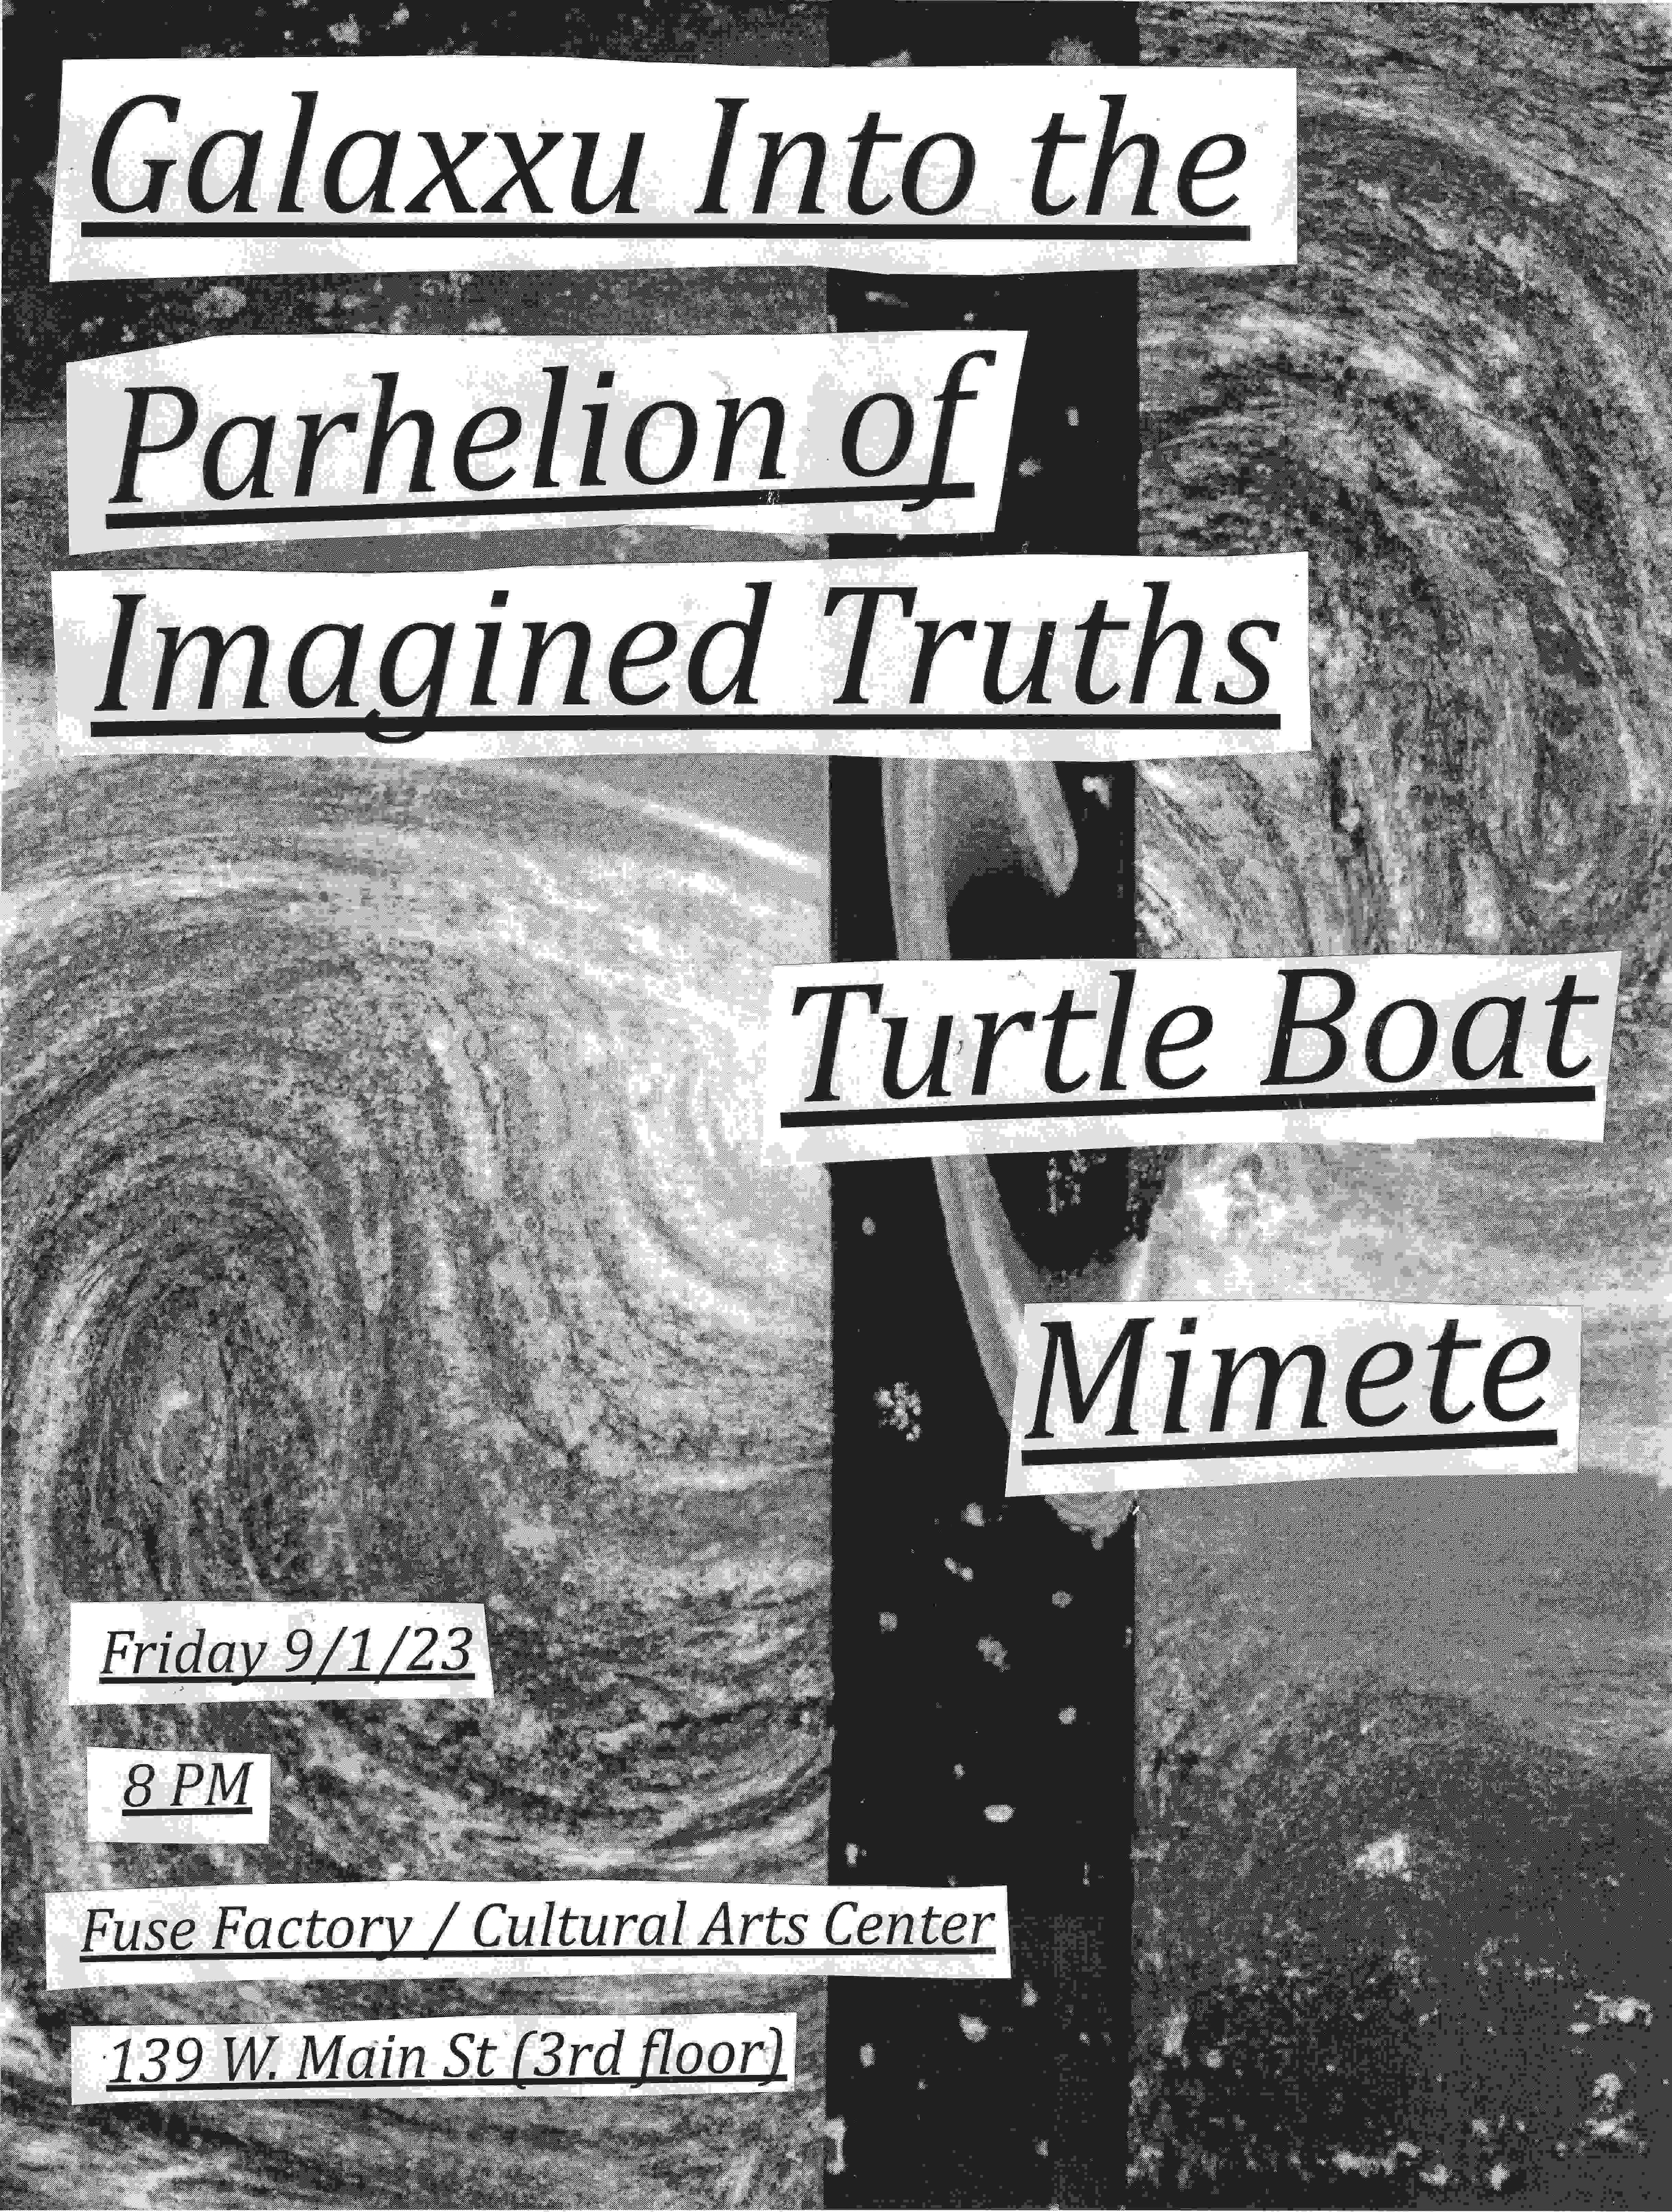 Galaxxu Into the
Parhelion of
Imagined Truths
Turtle Boat
Mimete
Friday 9/1/23
8 PM
Fuse Factory / Cultural Arts Center
139 W. Main St (3rd floor)